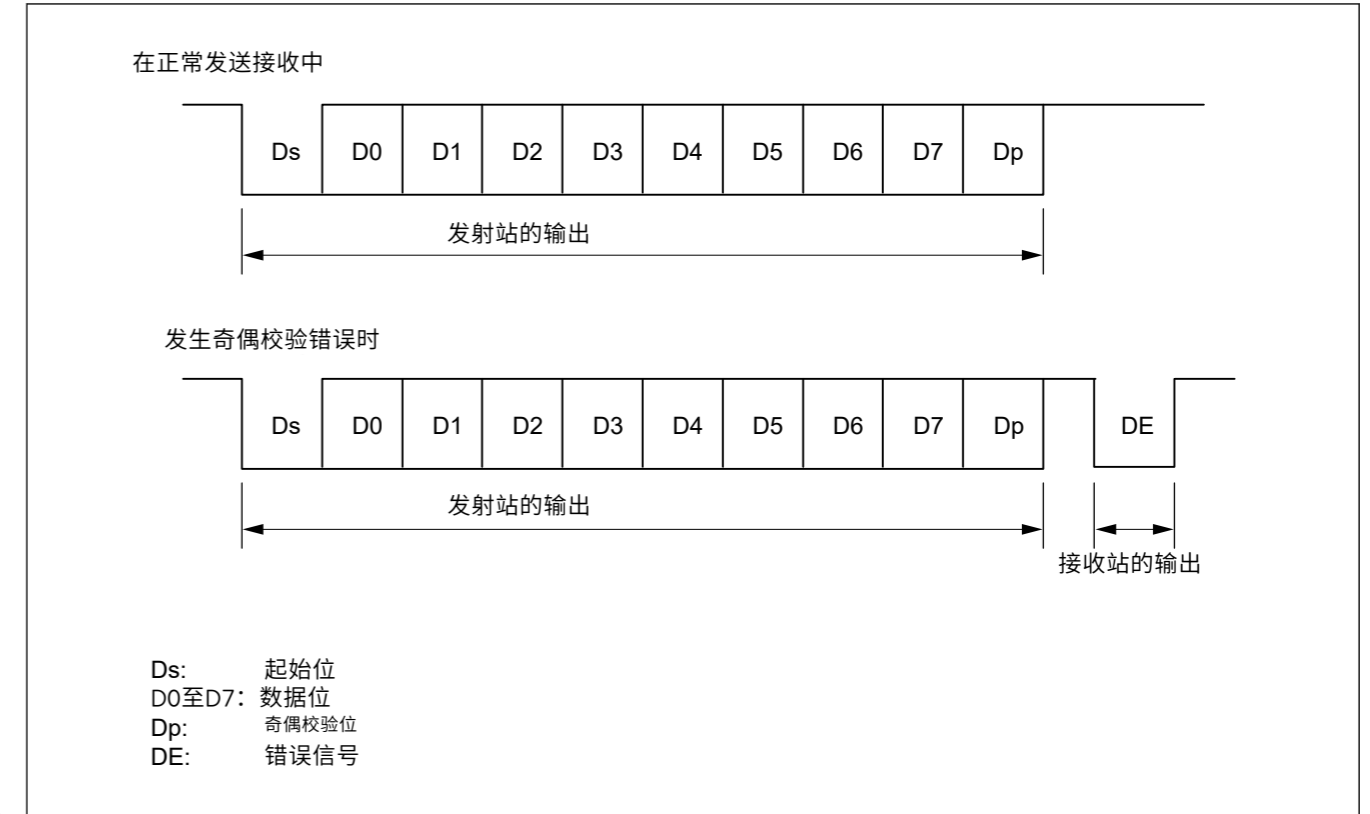 在正常发送接收中
Ds D0 D1 D2 D3 D4 D5 D6 D7 Dp
发射站的输出
发生奇偶校验错误时
Ds D0 D1 D2 D3 D4 D5 D6 D7 Dp DE
发射站的输出
接收站的输出
Ds: 起始位
D0至D7：数据位
Dp: 奇偶校验位
DE: 错误信号